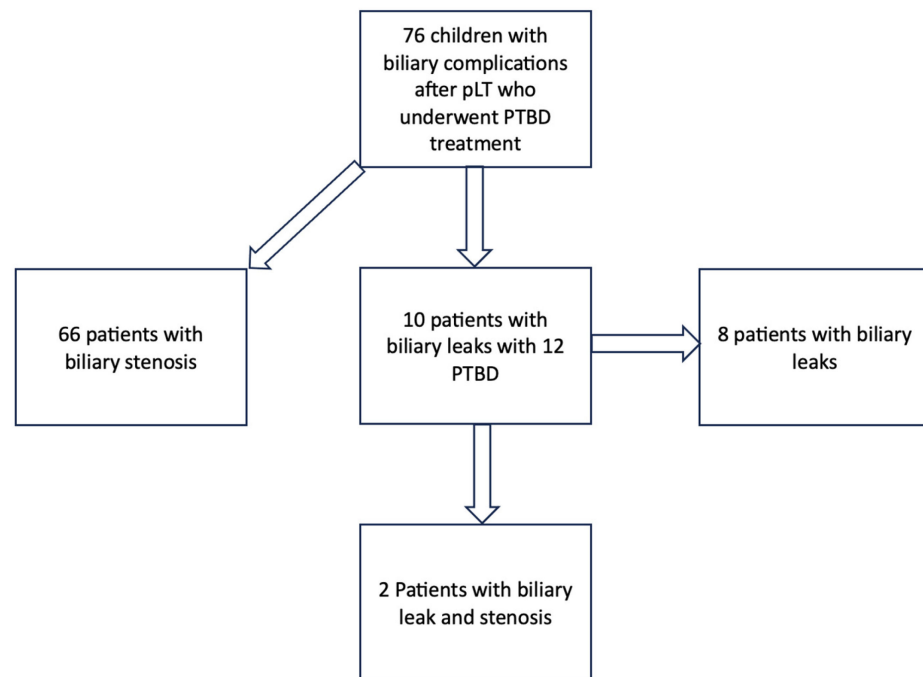 76 children with
biliary complications
after pLT who
underwent PTBD
treatment
66 patients with
biliary stenosis
10 patients with
biliary leaks with 12
PTBD
8 patients with biliary
leaks
2 Patients with biliary
leak and stenosis